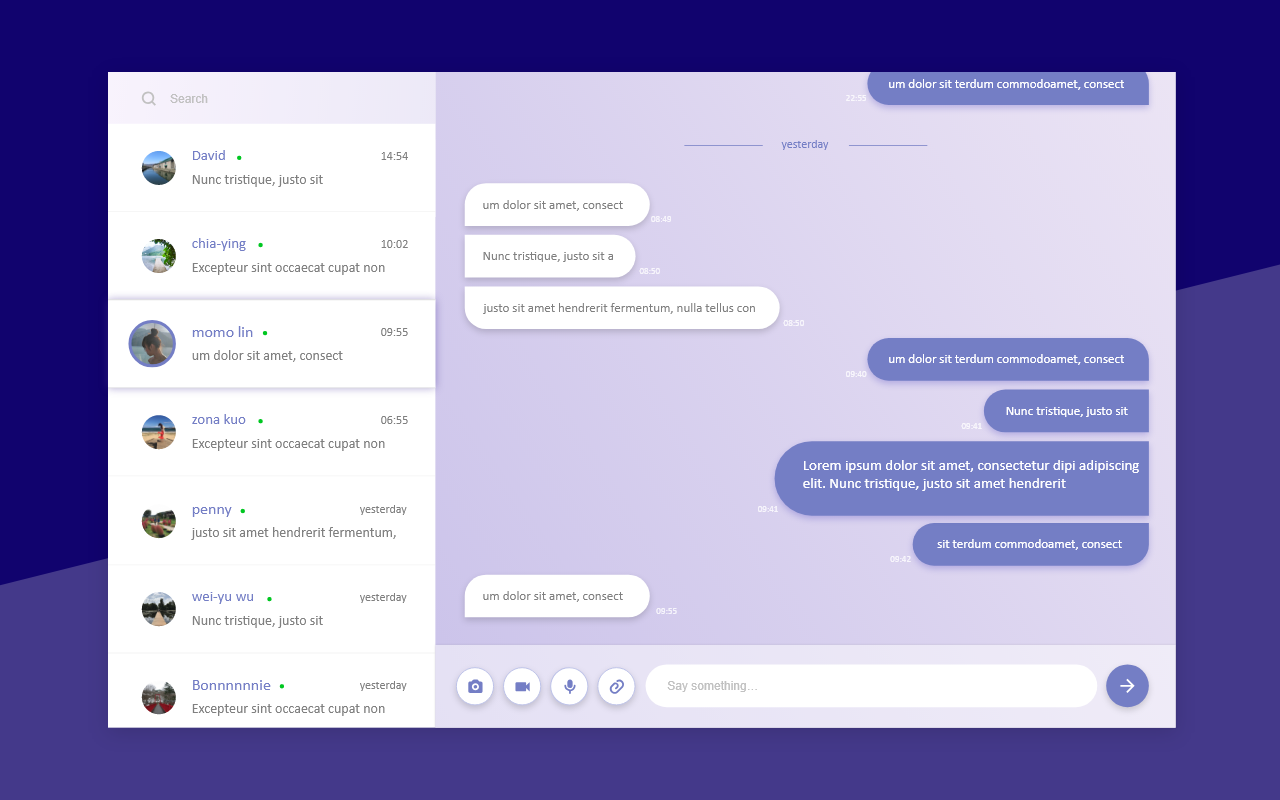 Search
David
14:54
Nunc tristique, justo sit
chia-ying
10:02
Excepteur sint occaecat cupat non
momo lin
09:55
um dolor sit amet, consect
zona kuo
06:55
Excepteur sint occaecat cupat non
penny
yesterday
justo sit amet hendrerit fermentum,
wei-yu wu
yesterday
Nunc tristique, justo sit
Bonnnnnnie
yesterday
Excepteur sint occaecat cupat non
um dolor sit terdum commodoamet, consect
22:55
yesterday
um dolor sit amet, consect
08:48
Nunc tristique, justo sit a
08:50
justo sit amet hendrerit fermentum, nulla tellus con
08:50
um dolor sit terdum commodoamet, consect
09:40
Nunc tristique, justo sit
09:41
Lorem ipsum dolor sit amet, consectetur dipi adipiscing
elit. Nunc tristique, justo sit amet hendrerit
09:41
sit terdum commodoamet, consect
09:42
um dolor sit amet, consect
09:55
Say something...